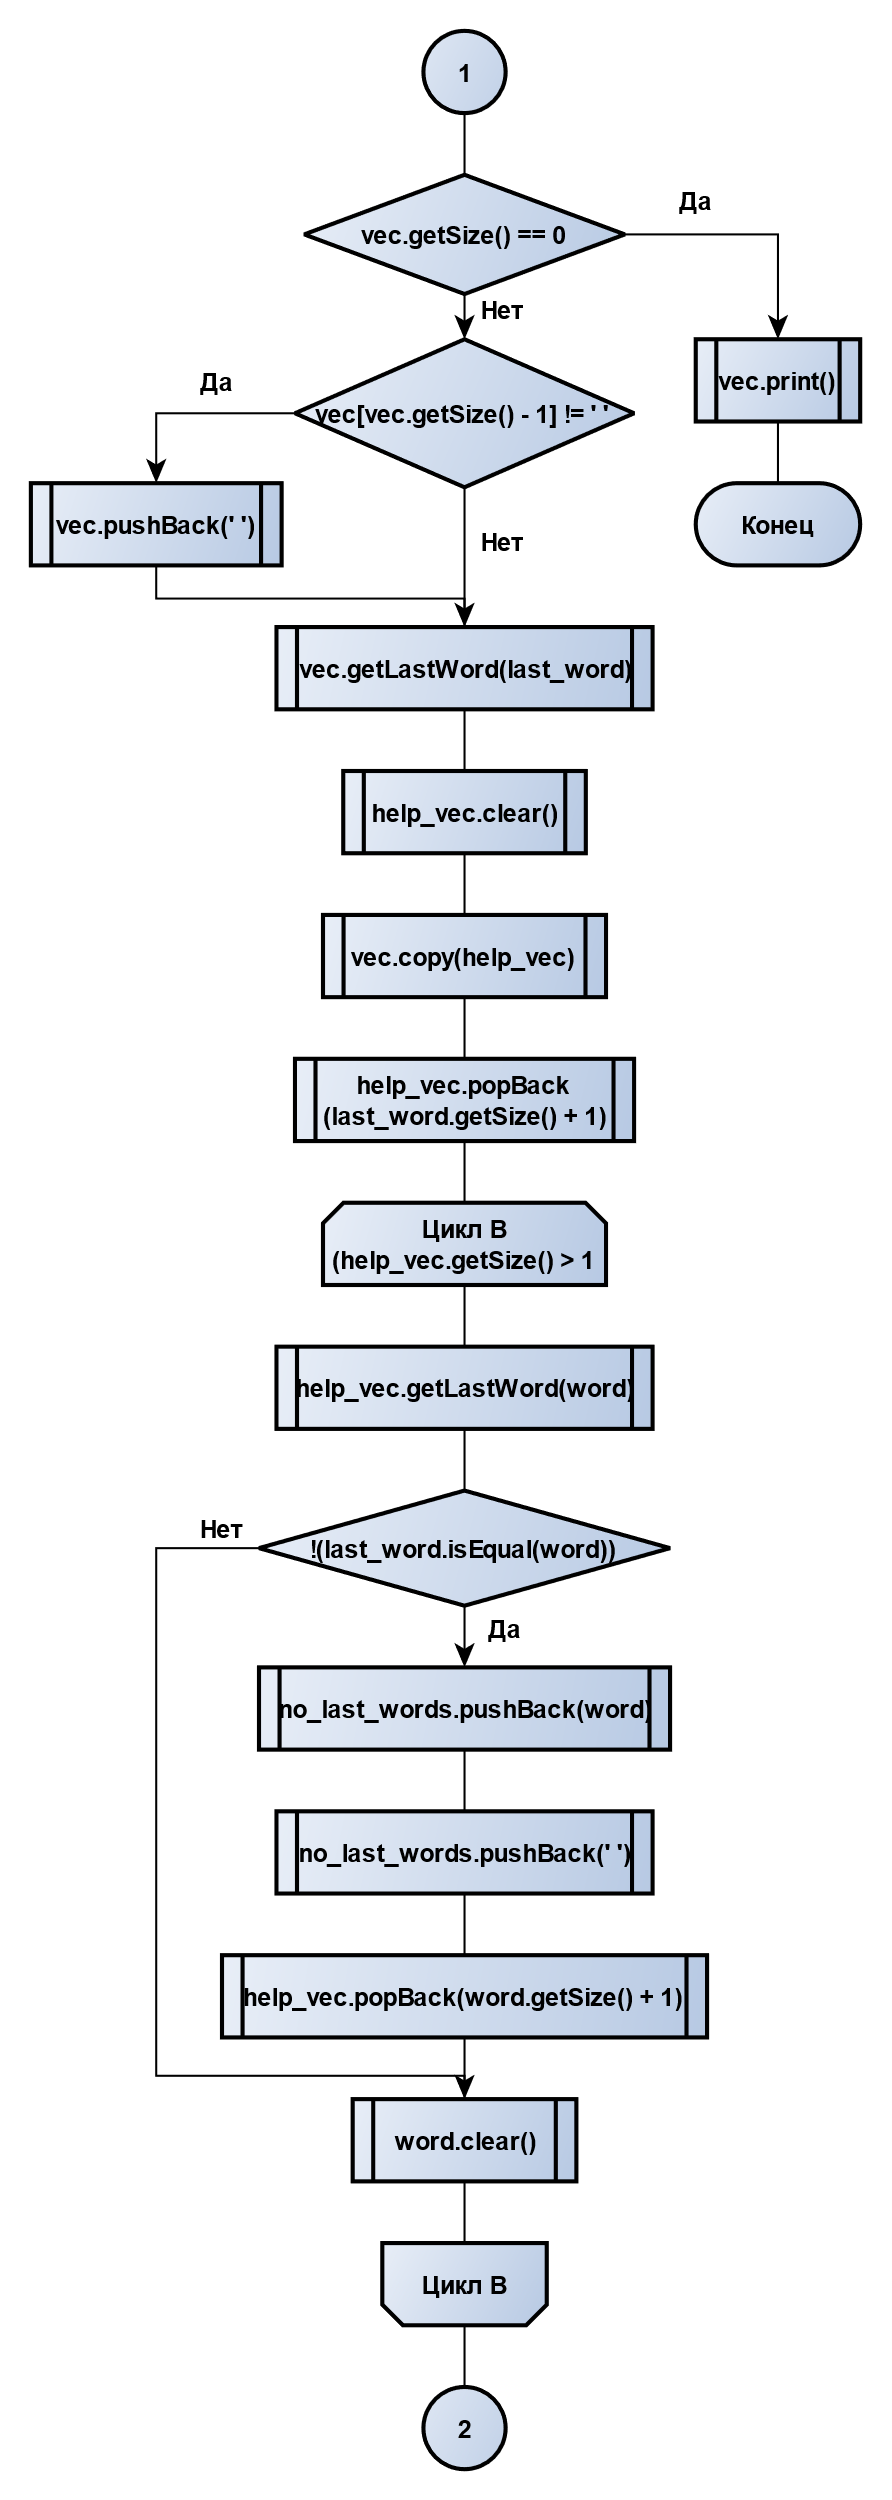 1
vec.getSize() == 0
Да
Нет
vec.print()
Конец
vec[vec.getSize() - 1] != ' '
Да
vec.pushBack(' ')
Нет
vec.getLastWord(last_word)
help_vec.clear()
vec.copy(help_vec)
help_vec.popBack
(last_word.getSize() + 1)
Цикл B
(help_vec.getSize() > 1
help_vec.getLastWord(word)
!(last_word.isEqual(word))
Нет
Да
no_last_words.pushBack(word)
no_last_words.pushBack(' ')
help_vec.popBack(word.getSize() + 1)
word.clear()
Цикл B
2